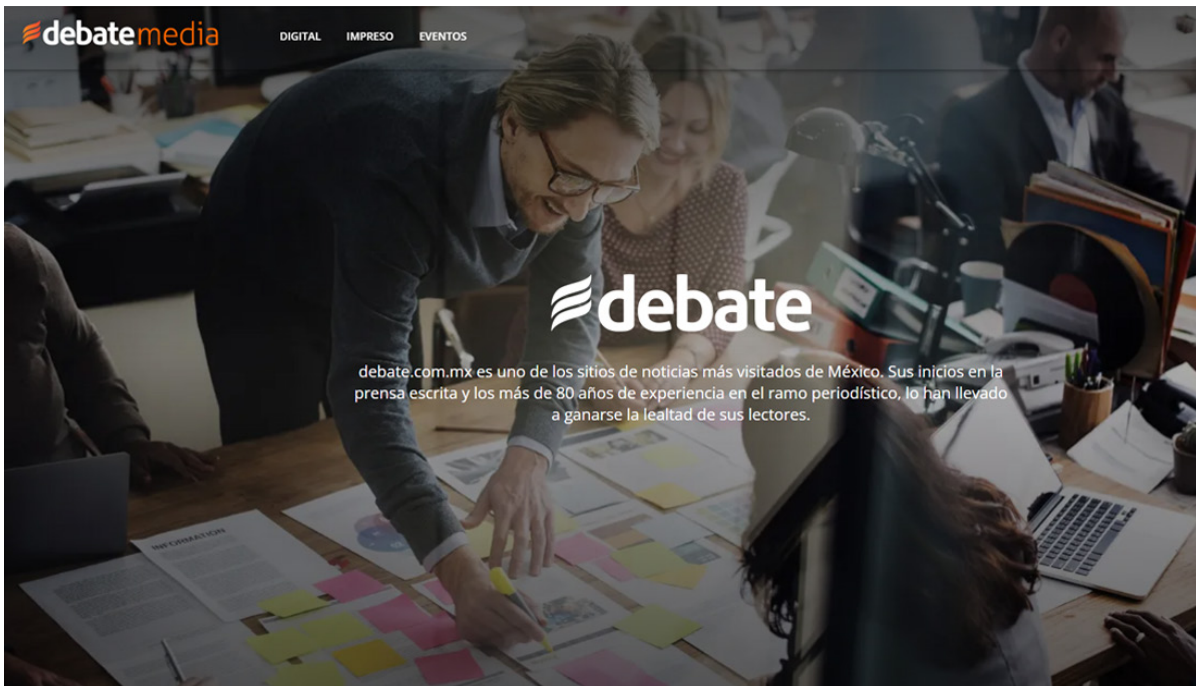 debatemedia
DIGITAL IMPRESO EVENTOS
debate
debate.com.mx es uno de los sitios de noticias más visitados de México. Sus inicios en la
prensa escrita y los más de 80 años de experiencia en el ramo periodístico, lo han llevado
a ganarse la lealtad de sus lectores.
INFORMATION